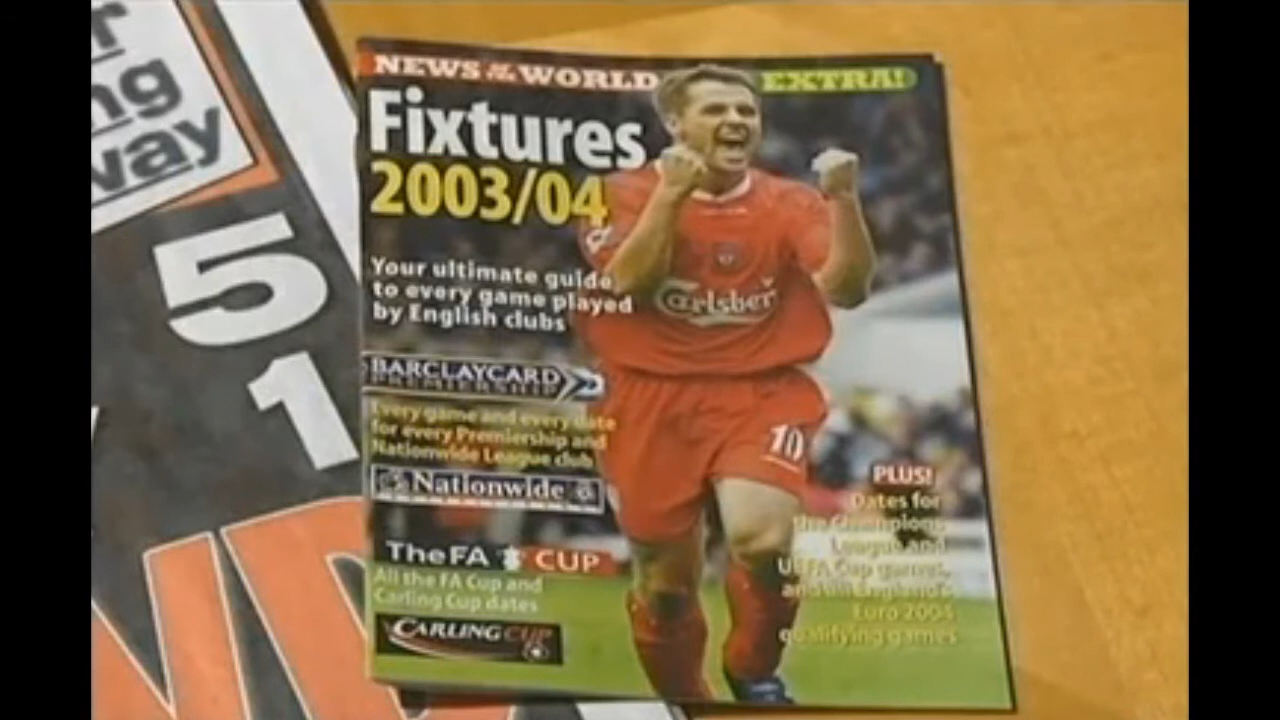 NEWS OF THE WORLD EXTRA!
Fixtures
2003/04
Your ultimate guide
to every game played
by English clubs
BARCLAYCARD
PREMIERSHIP
Every game and every date
for every Premiership and
Nationwide League club
Nationwide
The FA CUP
All the FA Cup and
Carling Cup dates
CARLING CUP
Carlsberg
10
PLUS!
Dates for
the Champions
League and
UEFA Cup games,
and all England's
Euro 2004
qualifying games
ng
way
5
1